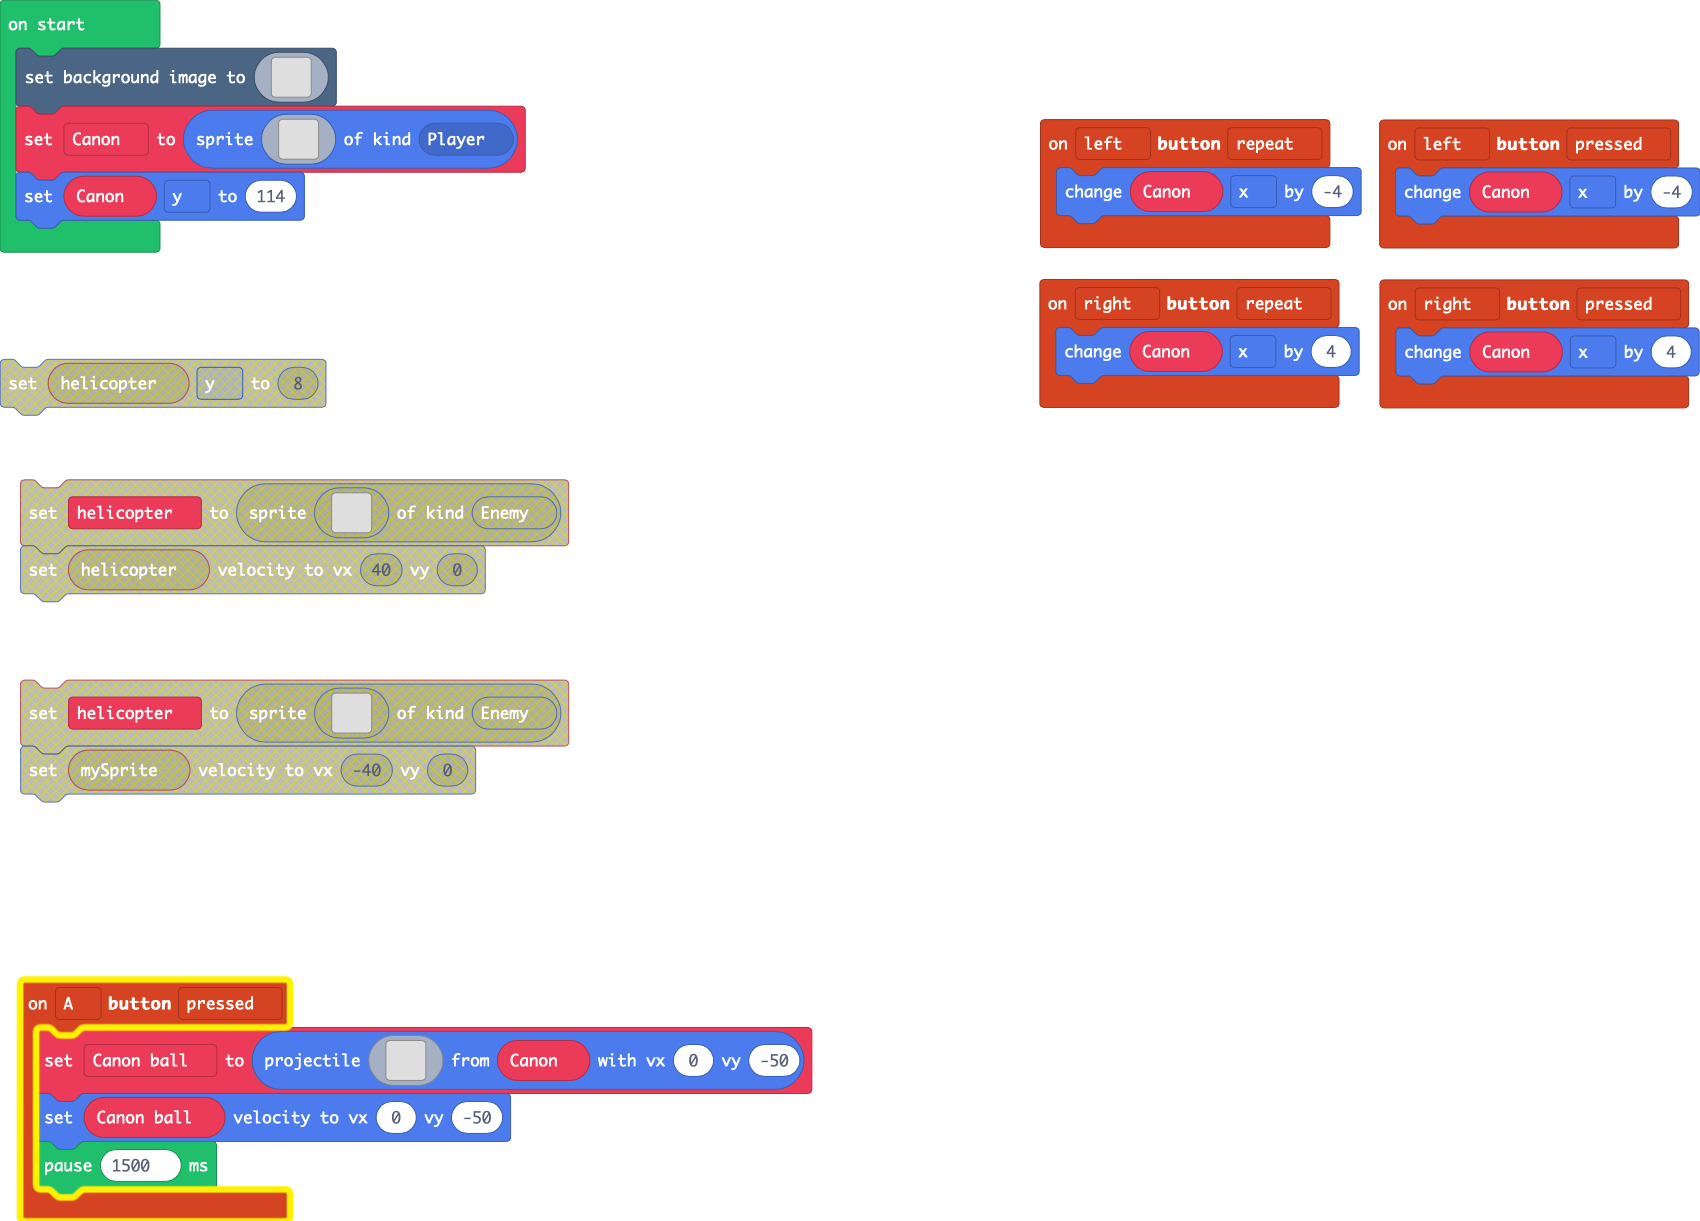 on start
set background image to
set Canon to sprite of kind Player
set Canon y to 114
on left button repeat
change Canon x by -4
on left button pressed
change Canon x by -4
on right button repeat
change Canon x by 4
on right button pressed
change Canon x by 4
set helicopter y to 8
set helicopter to sprite of kind Enemy
set helicopter velocity to vx 40 vy 0
set helicopter to sprite of kind Enemy
set mySprite velocity to vx -40 vy 0
on A button pressed
set Canon ball to projectile from Canon with vx 0 vy -50
set Canon ball velocity to vx 0 vy -50
pause 1500 ms